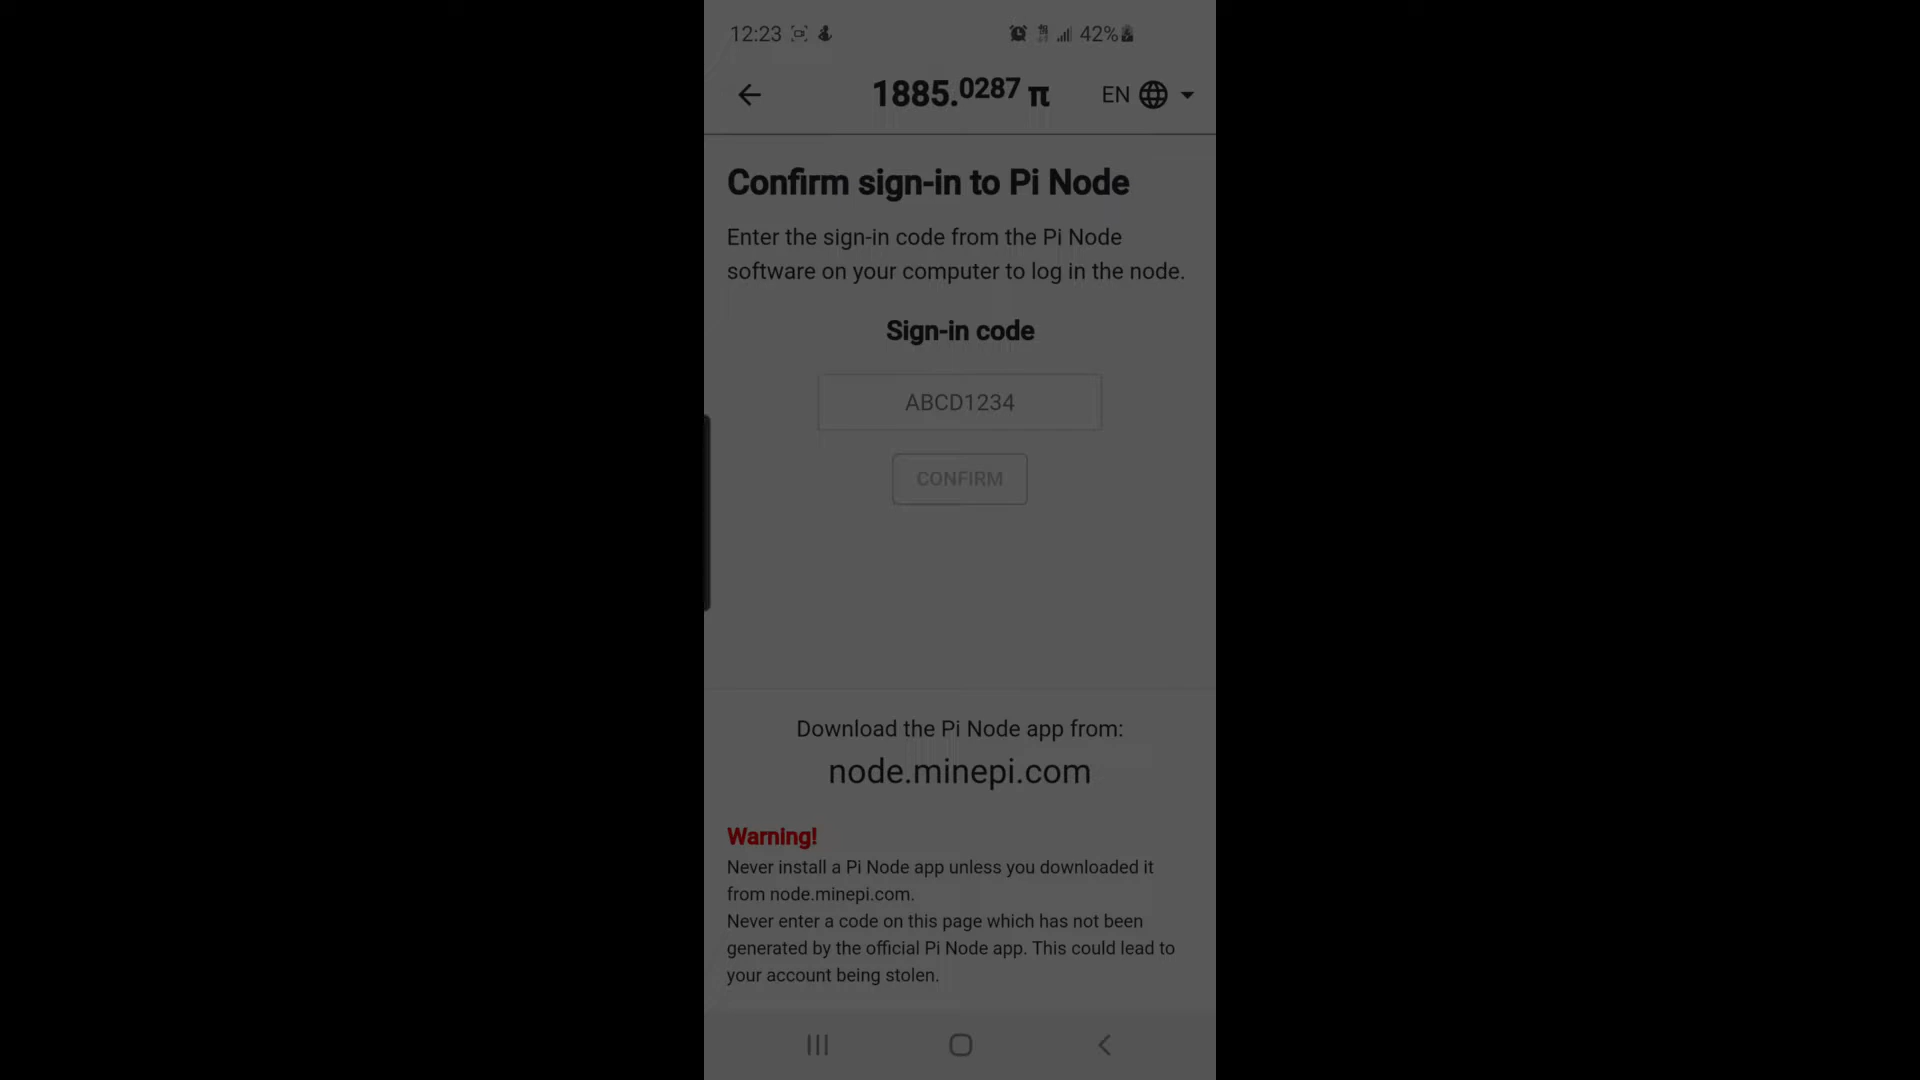 12:23 42%
1885.0287 π EN
Confirm sign-in to Pi Node
Enter the sign-in code from the Pi Node
software on your computer to log in the node.
Sign-in code
ABCD1234
CONFIRM
Download the Pi Node app from:
node.minepi.com
Warning!
Never install a Pi Node app unless you downloaded it
from node.minepi.com.
Never enter a code on this page which has not been
generated by the official Pi Node app. This could lead to
your account being stolen.